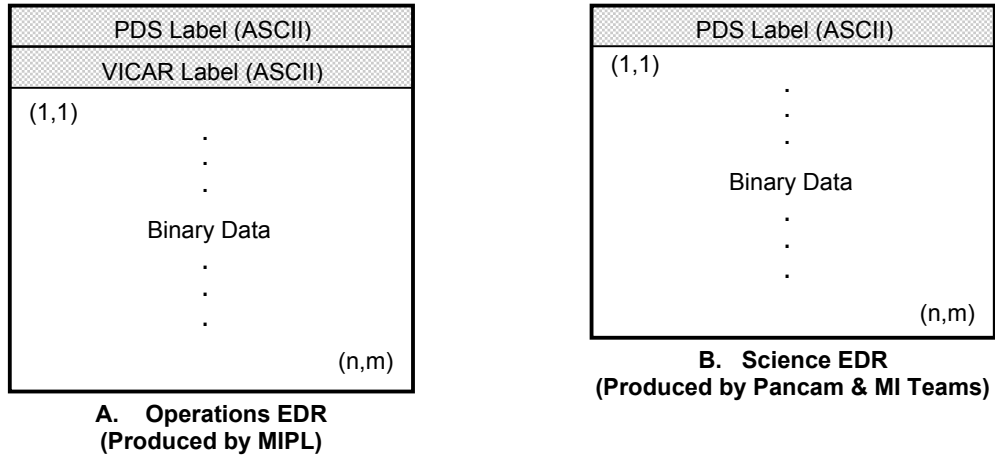 PDS Label (ASCII)
VICAR Label (ASCII)
(1,1)
.
.
.
Binary Data
.
.
.
(n,m)
A. Operations EDR
(Produced by MIPL)
PDS Label (ASCII)
(1,1)
.
.
.
Binary Data
.
.
.
(n,m)
B. Science EDR
(Produced by Pancam & MI Teams)